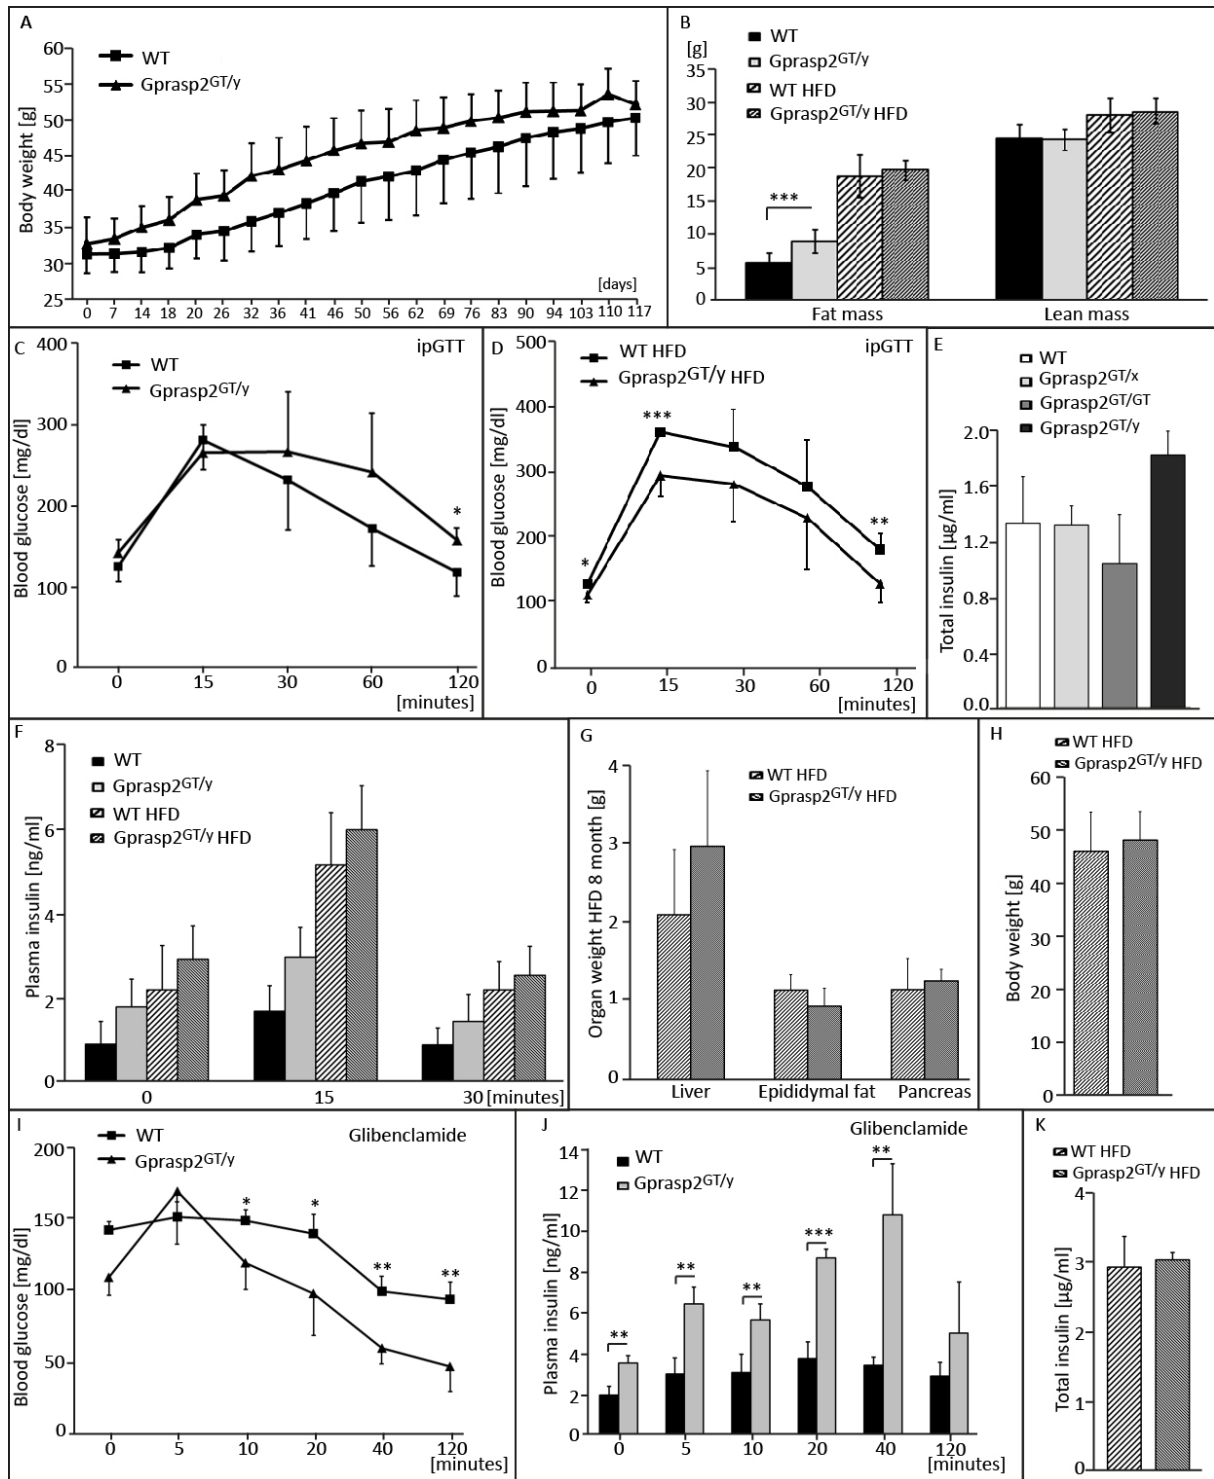 A
WT
Gprasp2GT/y
Body weight [g]
60
55
50
45
40
35
30
25
[days]
0 7 14 18 20 26 32 36 41 46 50 56 62 69 76 83 90 94 103 110 117
B
WT
Gprasp2GT/y
WT HFD
Gprasp2GT/y HFD
[g]
35
30
25
20
15
10
5
0
***
Fat mass Lean mass
C
ipGTT
WT
Gprasp2GT/y
Blood glucose [mg/dl]
400
300
200
100
0
*
0 15 30 60 120
[minutes]
D
ipGTT
WT HFD
Gprasp2GT/y HFD
Blood glucose [mg/dl]
500
400
300
200
100
0
*
***
**
0 15 30 60 120
[minutes]
E
WT
Gprasp2GT/x
Gprasp2GT/GT
Gprasp2GT/y
Total insulin [µg/ml]
2.0
1.6
1.2
0.8
0.4
0.0
F
WT
Gprasp2GT/y
WT HFD
Gprasp2GT/y HFD
Plasma insulin [ng/ml]
8
6
4
2
0
0 15 30 [minutes]
G
WT HFD
Gprasp2GT/y HFD
Organ weight HFD 8 month [g]
4
3
2
1
0
Liver Epididymal fat Pancreas
H
WT HFD
Gprasp2GT/y HFD
Body weight [g]
60
50
40
30
20
10
0
I
Glibenclamide
WT
Gprasp2GT/y
Blood glucose [mg/dl]
200
150
100
50
0
*
*
**
**
0 5 10 20 40 120
[minutes]
J
Glibenclamide
WT
Gprasp2GT/y
Plasma insulin [ng/ml]
14
12
10
8
6
4
2
0
**
**
**
***
**
0 5 10 20 40 120
[minutes]
K
WT HFD
Gprasp2GT/y HFD
Total insulin [µg/ml]
4
3
2
1
0